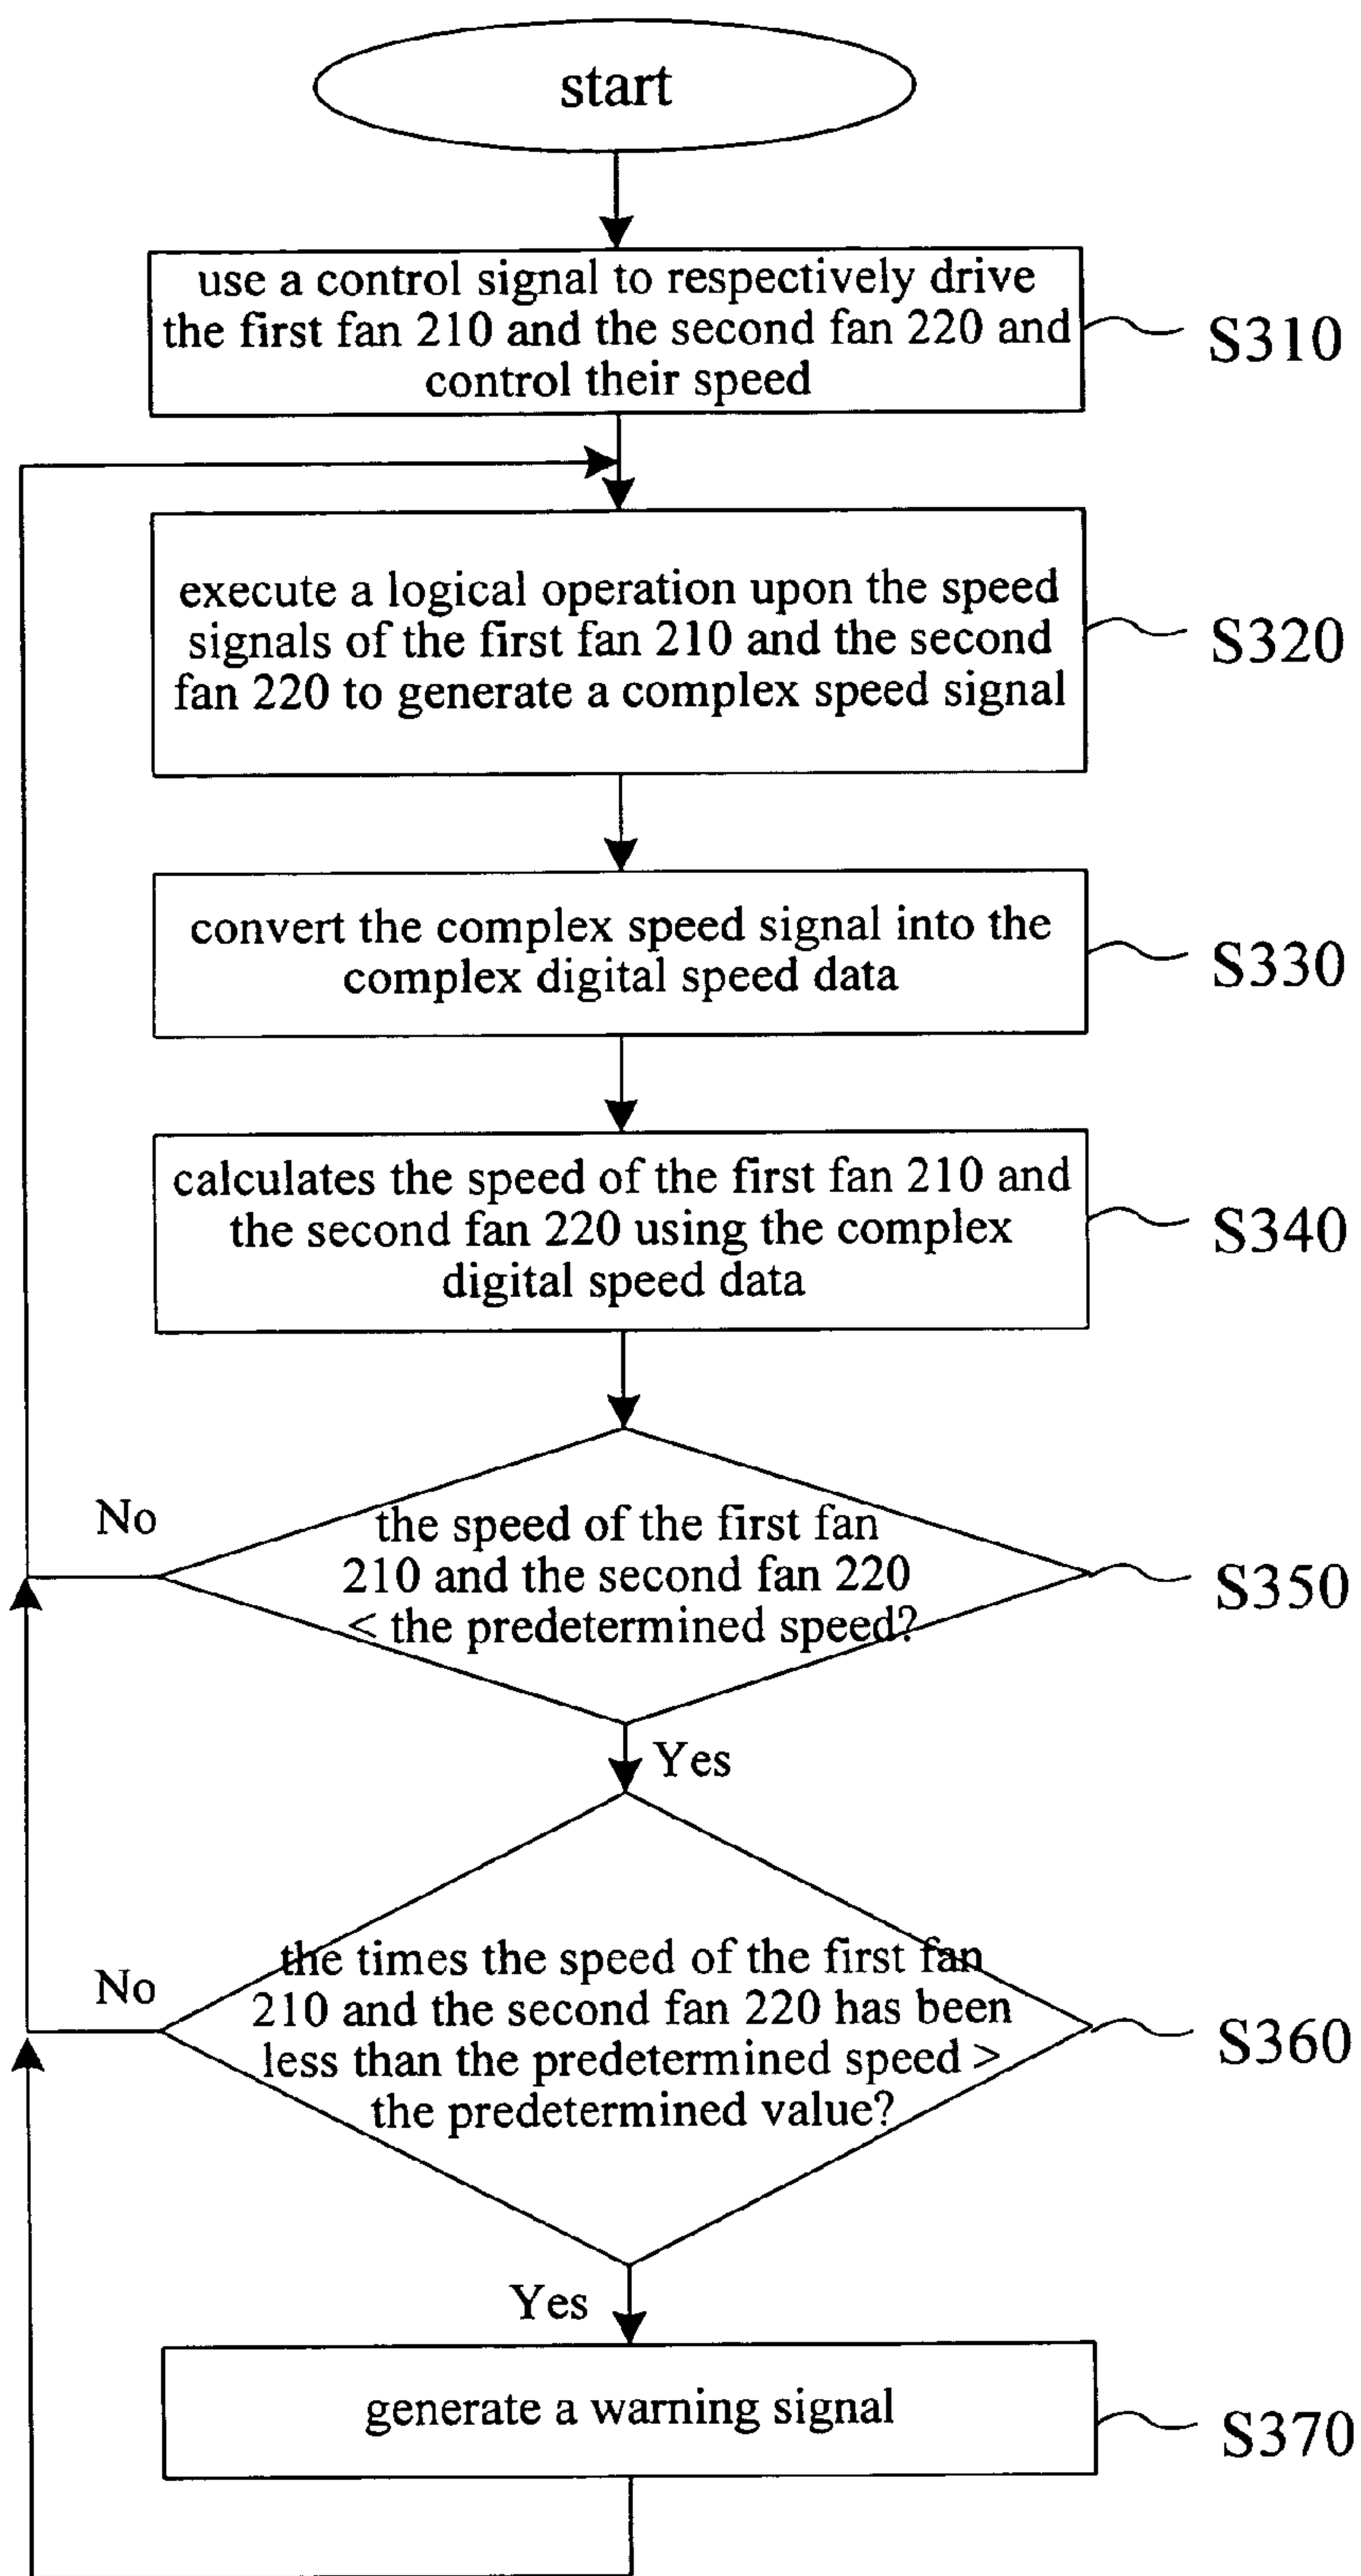 start
use a control signal to respectively drive
the first fan 210 and the second fan 220 and
control their speed
S310
execute a logical operation upon the speed
signals of the first fan 210 and the second
fan 220 to generate a complex speed signal
S320
convert the complex speed signal into the
complex digital speed data
S330
calculates the speed of the first fan 210 and
the second fan 220 using the complex
digital speed data
S340
No
the speed of the first fan
210 and the second fan 220
< the predetermined speed?
S350
Yes
No
the times the speed of the first fan
210 and the second fan 220 has been
less than the predetermined speed >
the predetermined value?
S360
Yes
generate a warning signal
S370